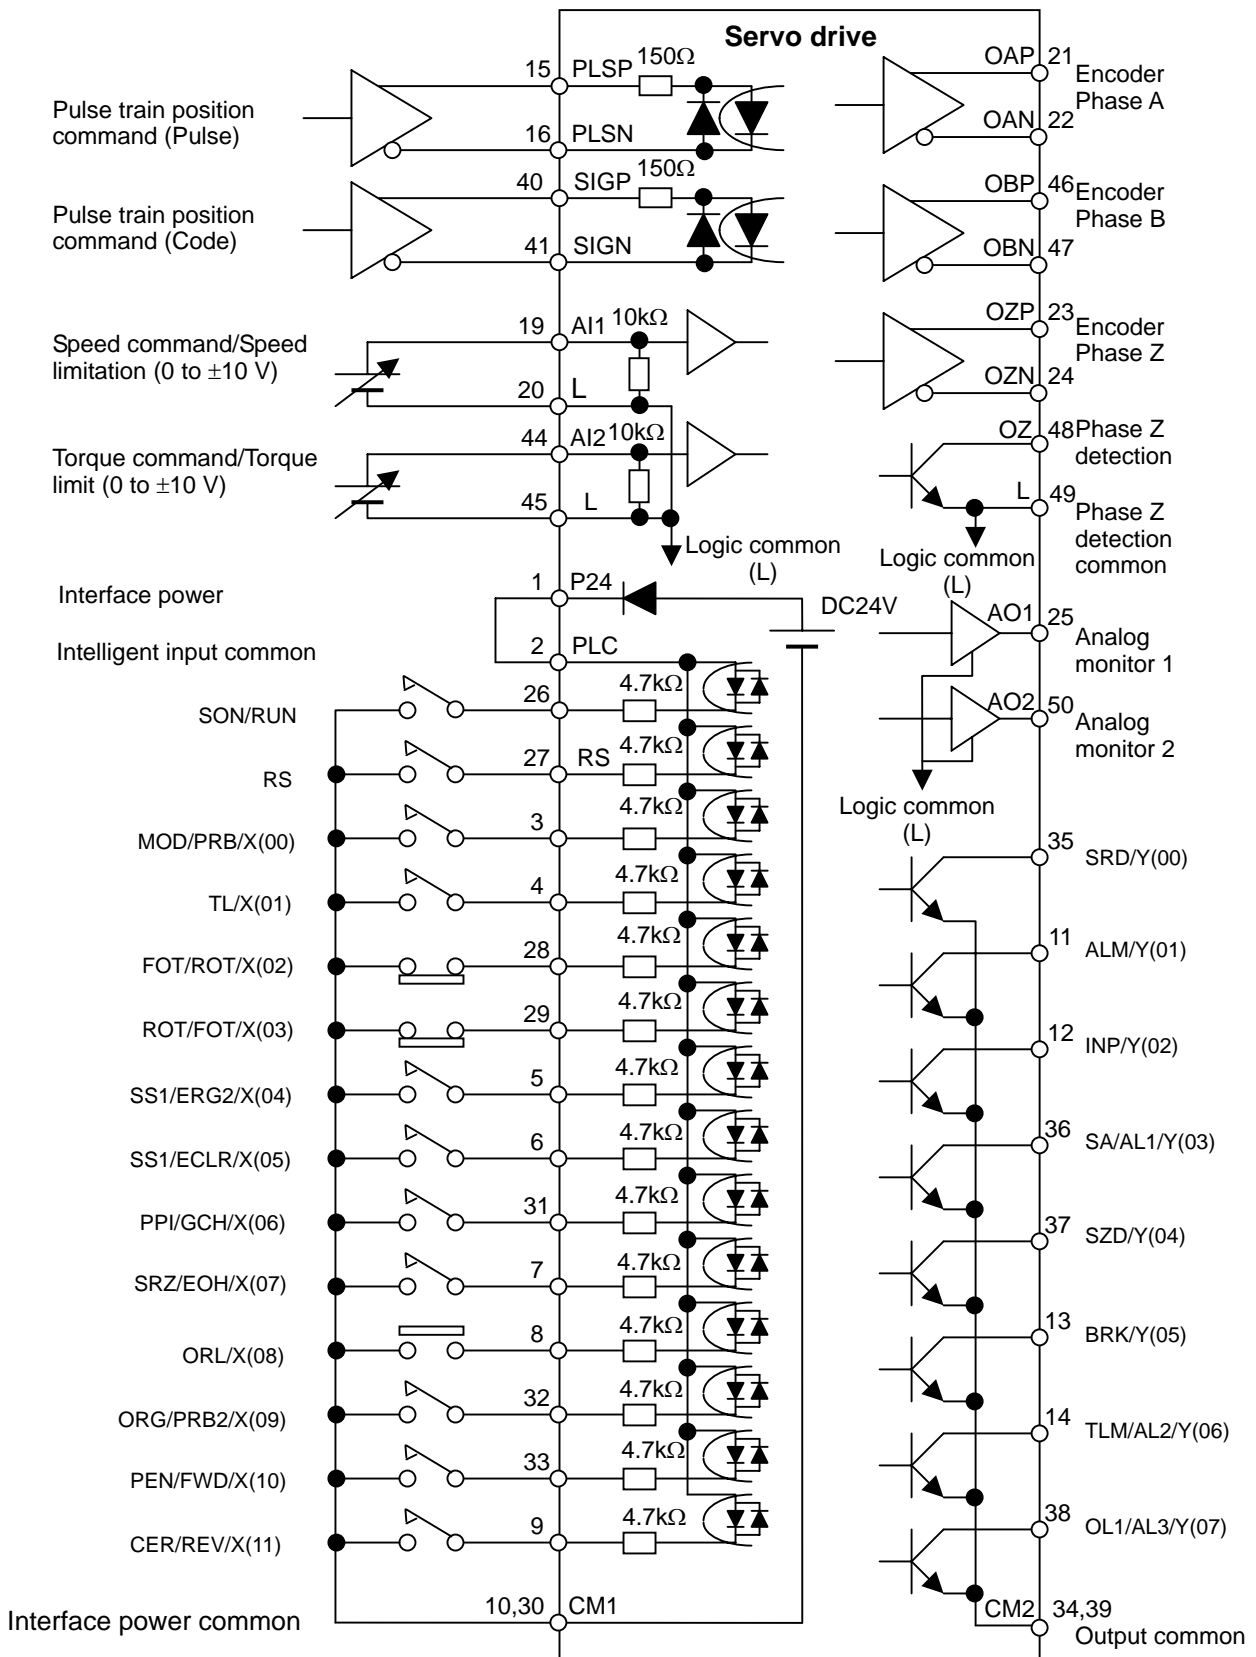 Servo drive
Pulse train position
command (Pulse)
15 PLSP 150Ω
16 PLSN
Pulse train position
command (Code)
40 SIGP 150Ω
41 SIGN
Speed command/Speed
limitation (0 to ±10 V)
19 AI1 10kΩ
20 L
Torque command/Torque
limit (0 to ±10 V)
44 AI2 10kΩ
45 L
Logic common
(L)
Interface power
1 P24
DC24V
Intelligent input common
2 PLC
SON/RUN 26 4.7kΩ
RS 27 RS 4.7kΩ
MOD/PRB/X(00) 3 4.7kΩ
TL/X(01) 4 4.7kΩ
FOT/ROT/X(02) 28 4.7kΩ
ROT/FOT/X(03) 29 4.7kΩ
SS1/ERG2/X(04) 5 4.7kΩ
SS1/ECLR/X(05) 6 4.7kΩ
PPI/GCH/X(06) 31 4.7kΩ
SRZ/EOH/X(07) 7 4.7kΩ
ORL/X(08) 8 4.7kΩ
ORG/PRB2/X(09) 32 4.7kΩ
PEN/FWD/X(10) 33 4.7kΩ
CER/REV/X(11) 9 4.7kΩ
Interface power common 10,30 CM1
OAP 21
Encoder
Phase A
OAN 22
OBP 46
Encoder
Phase B
OBN 47
OZP 23
Encoder
Phase Z
OZN 24
OZ 48 Phase Z
detection
L 49
Phase Z
detection
common
Logic common
(L)
AO1 25
Analog
monitor 1
AO2 50
Analog
monitor 2
Logic common
(L)
35 SRD/Y(00)
11 ALM/Y(01)
12 INP/Y(02)
36 SA/AL1/Y(03)
37 SZD/Y(04)
13 BRK/Y(05)
14 TLM/AL2/Y(06)
38 OL1/AL3/Y(07)
CM2 34,39
Output common